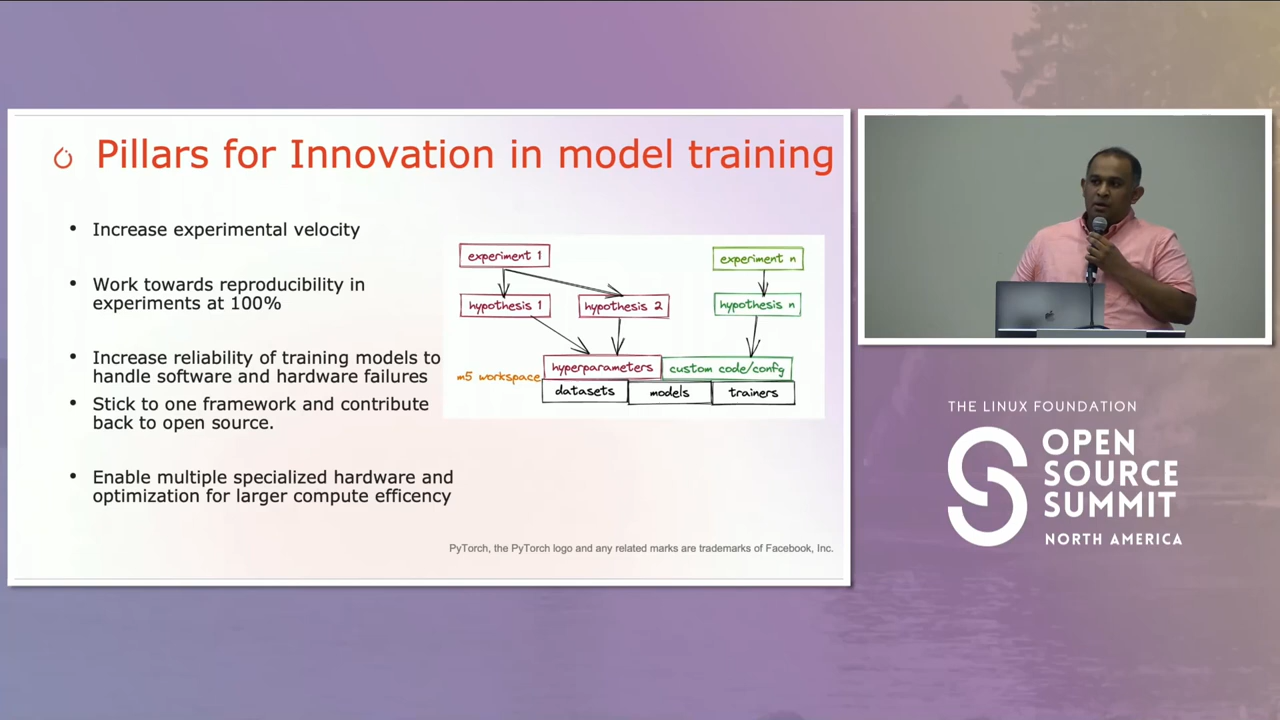 Pillars for Innovation in model training
• Increase experimental velocity
• Work towards reproducibility in
experiments at 100%
• Increase reliability of training models to
handle software and hardware failures
• Stick to one framework and contribute
back to open source.
• Enable multiple specialized hardware and
optimization for larger compute efficency
experiment 1
experiment n
hypothesis 1
hypothesis 2
hypothesis n
hyperparameters
custom code/confg
m5 workspace
datasets
models
trainers
PyTorch, the PyTorch logo and any related marks are trademarks of Facebook, Inc.
THE LINUX FOUNDATION
OPEN
SOURCE
SUMMIT
NORTH AMERICA